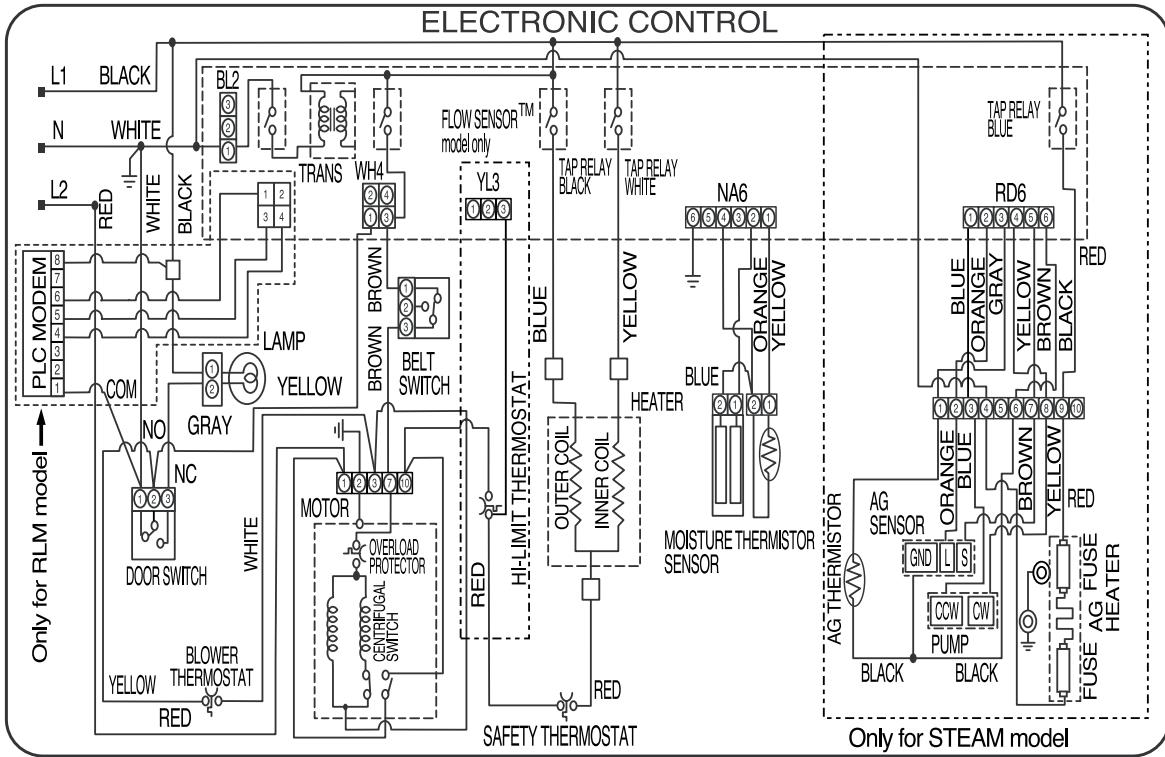 ELECTRONIC CONTROL
L1
BLACK
N
WHITE
L2
RED
WHITE
BLACK
BL2
3
2
1
TRANS
WH4
2 4
1 3
FLOW SENSOR™
model only
YL3
1 2 3
TAP RELAY
BLACK
TAP RELAY
WHITE
NA6
6 5 4 3 2 1
TAP RELAY
BLUE
RD6
1 2 3 4 5 6
RED
1 2
3 4
PLC MODEM
8
7
6
5
4
3
2
1
COM
Only for RLM model
LAMP
1
2
YELLOW
GRAY
NO
NC
1 2 3
DOOR SWITCH
BROWN
BROWN
1
2
3
BELT
SWITCH
BLUE
YELLOW
ORANGE
YELLOW
BLUE
ORANGE
GRAY
YELLOW
BROWN
BLACK
HI-LIMIT THERMOSTAT
HEATER
OUTER COIL
INNER COIL
BLUE
2 1 2 1
MOISTURE THERMISTOR
SENSOR
1 2 3 4 5 6 7 8 9 10
ORANGE
BLUE
BROWN
YELLOW
RED
AG
SENSOR
GND L S
CCW CW
PUMP
AG THERMISTOR
BLACK
BLACK
FUSE
FUSE
AG
HEATER
MOTOR
1 2 3 7 10
OVERLOAD
PROTECTOR
CENTRIFUGAL
SWITCH
WHITE
RED
BLOWER
THERMOSTAT
YELLOW
RED
RED
SAFETY THERMOSTAT
Only for STEAM model